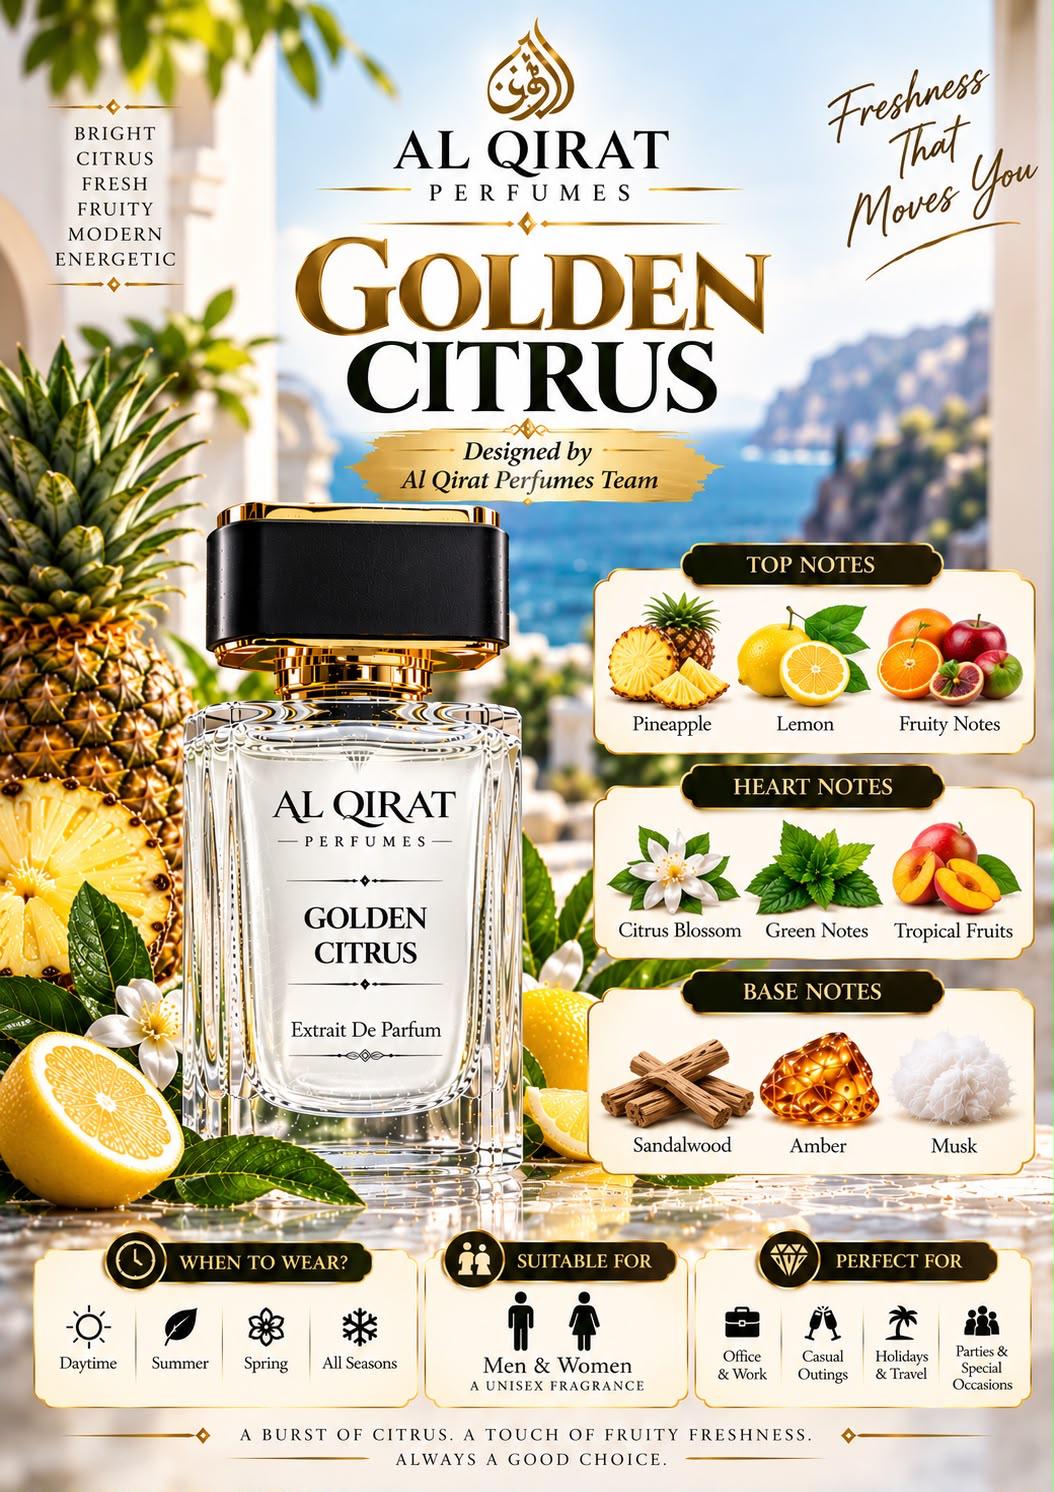 AL QIRAT
PERFUMES
BRIGHT
CITRUS
FRESH
FRUITY
MODERN
ENERGETIC
Freshness
That
Moves You
GOLDEN
CITRUS
Designed by
Al Qirat Perfumes Team
AL QIRAT
PERFUMES
GOLDEN
CITRUS
Extrait De Parfum
TOP NOTES
Pineapple
Lemon
Fruity Notes
HEART NOTES
Citrus Blossom
Green Notes
Tropical Fruits
BASE NOTES
Sandalwood
Amber
Musk
WHEN TO WEAR?
Daytime
Summer
Spring
All Seasons
SUITABLE FOR
Men & Women
A UNISEX FRAGRANCE
PERFECT FOR
Office
& Work
Casual
Outings
Holidays
& Travel
Parties &
Special
Occasions
A BURST OF CITRUS. A TOUCH OF FRUITY FRESHNESS.
ALWAYS A GOOD CHOICE.